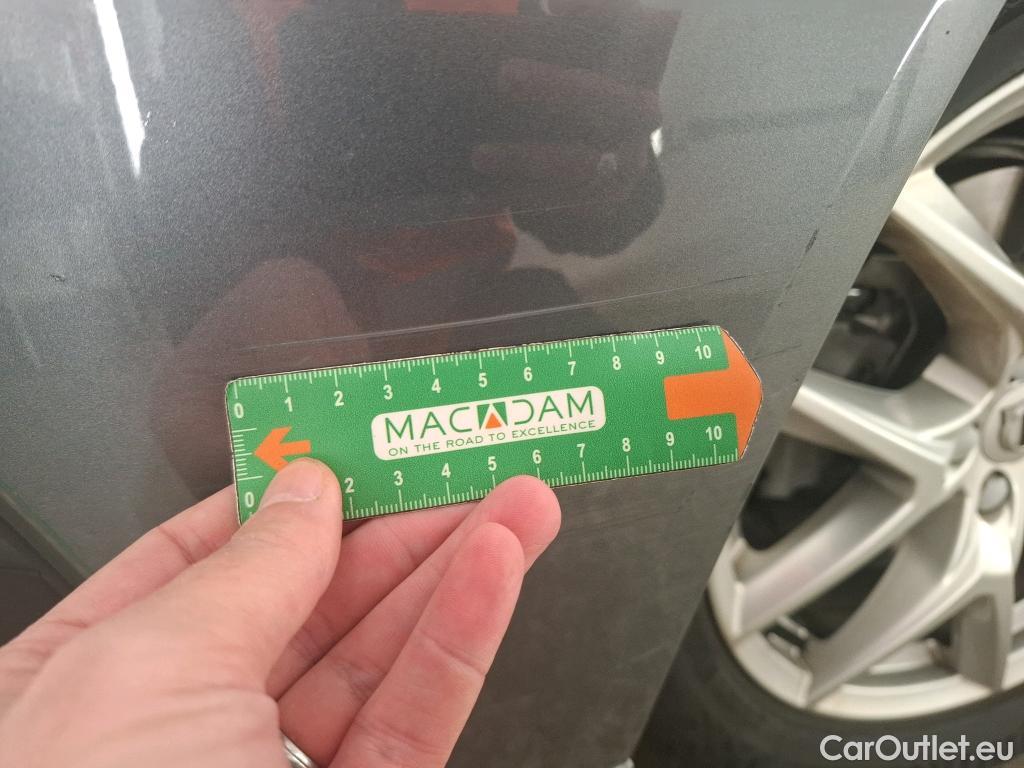 0 1 2 3 4 5 6 7 8 9 10
MACADAM
ON THE ROAD TO EXCELLENCE
0 2 3 4 5 6 7 8 9 10
CarOutlet.eu